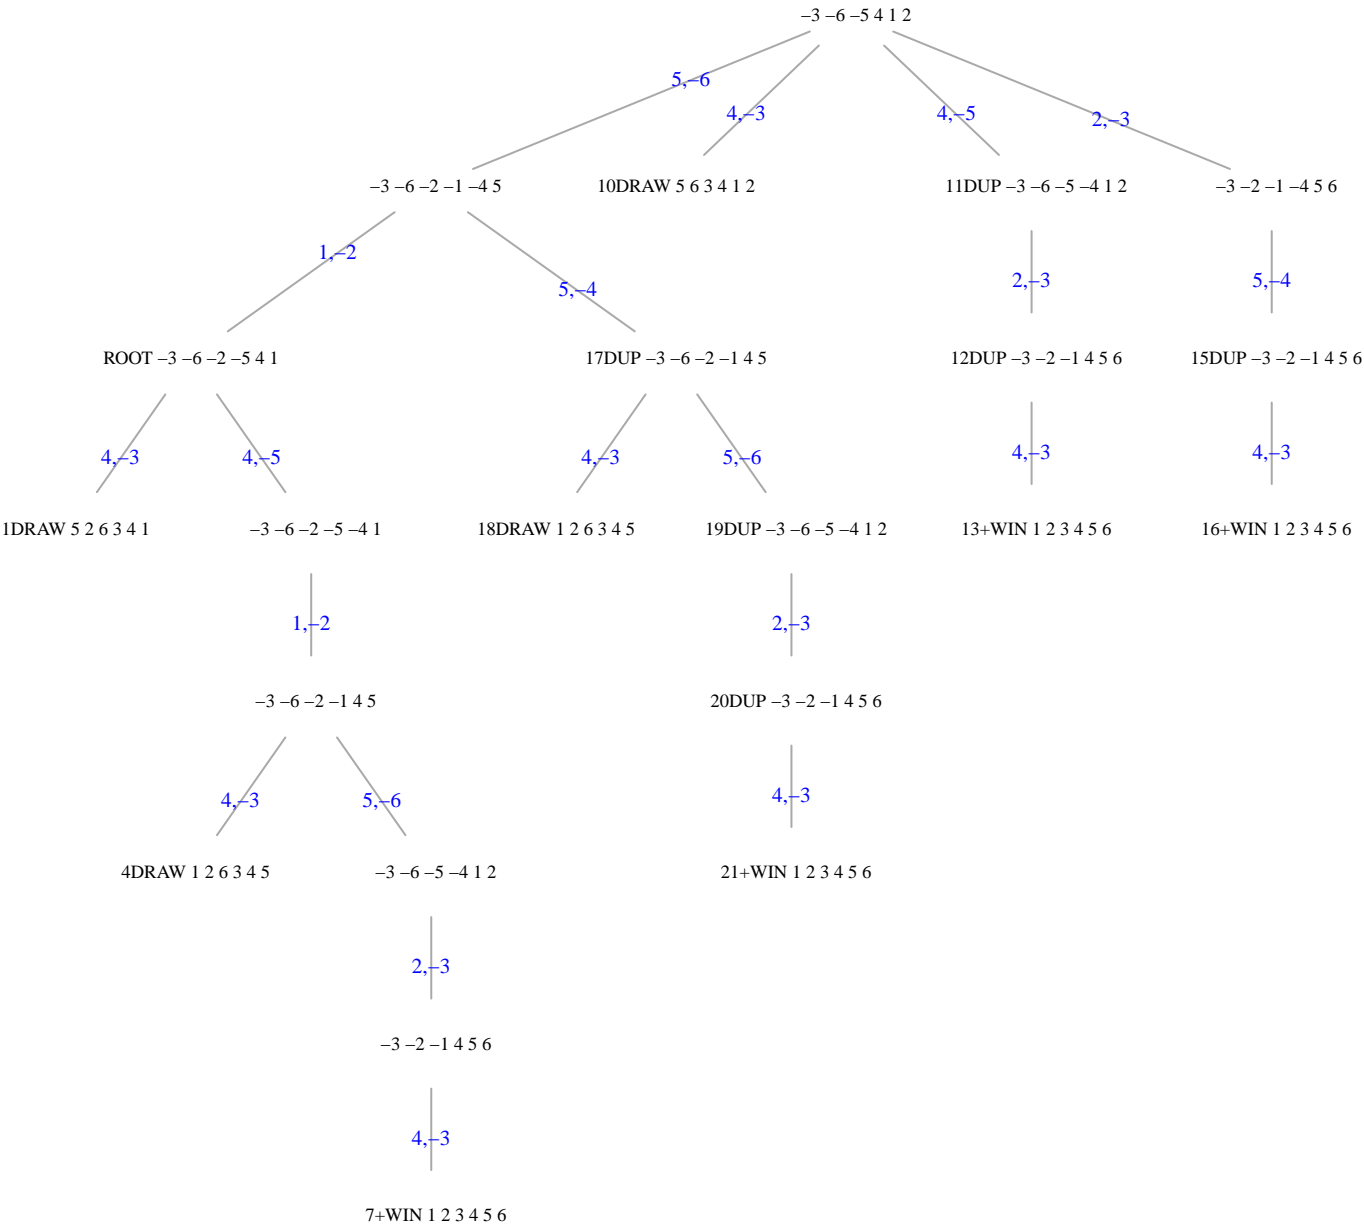 –3 –6 –5 4 1 2
5,–6
4,–3
4,–5
2,–3
–3 –6 –2 –1 –4 5
10DRAW 5 6 3 4 1 2
11DUP –3 –6 –5 –4 1 2
–3 –2 –1 –4 5 6
1,–2
5,–4
2,–3
5,–4
ROOT –3 –6 –2 –5 4 1
17DUP –3 –6 –2 –1 4 5
12DUP –3 –2 –1 4 5 6
15DUP –3 –2 –1 4 5 6
4,–3
4,–5
4,–3
5,–6
4,–3
4,–3
1DRAW 5 2 6 3 4 1
–3 –6 –2 –5 –4 1
18DRAW 1 2 6 3 4 5
19DUP –3 –6 –5 –4 1 2
13+WIN 1 2 3 4 5 6
16+WIN 1 2 3 4 5 6
1,–2
2,–3
–3 –6 –2 –1 4 5
20DUP –3 –2 –1 4 5 6
4,–3
5,–6
4,–3
4DRAW 1 2 6 3 4 5
–3 –6 –5 –4 1 2
21+WIN 1 2 3 4 5 6
2,–3
–3 –2 –1 4 5 6
4,–3
7+WIN 1 2 3 4 5 6